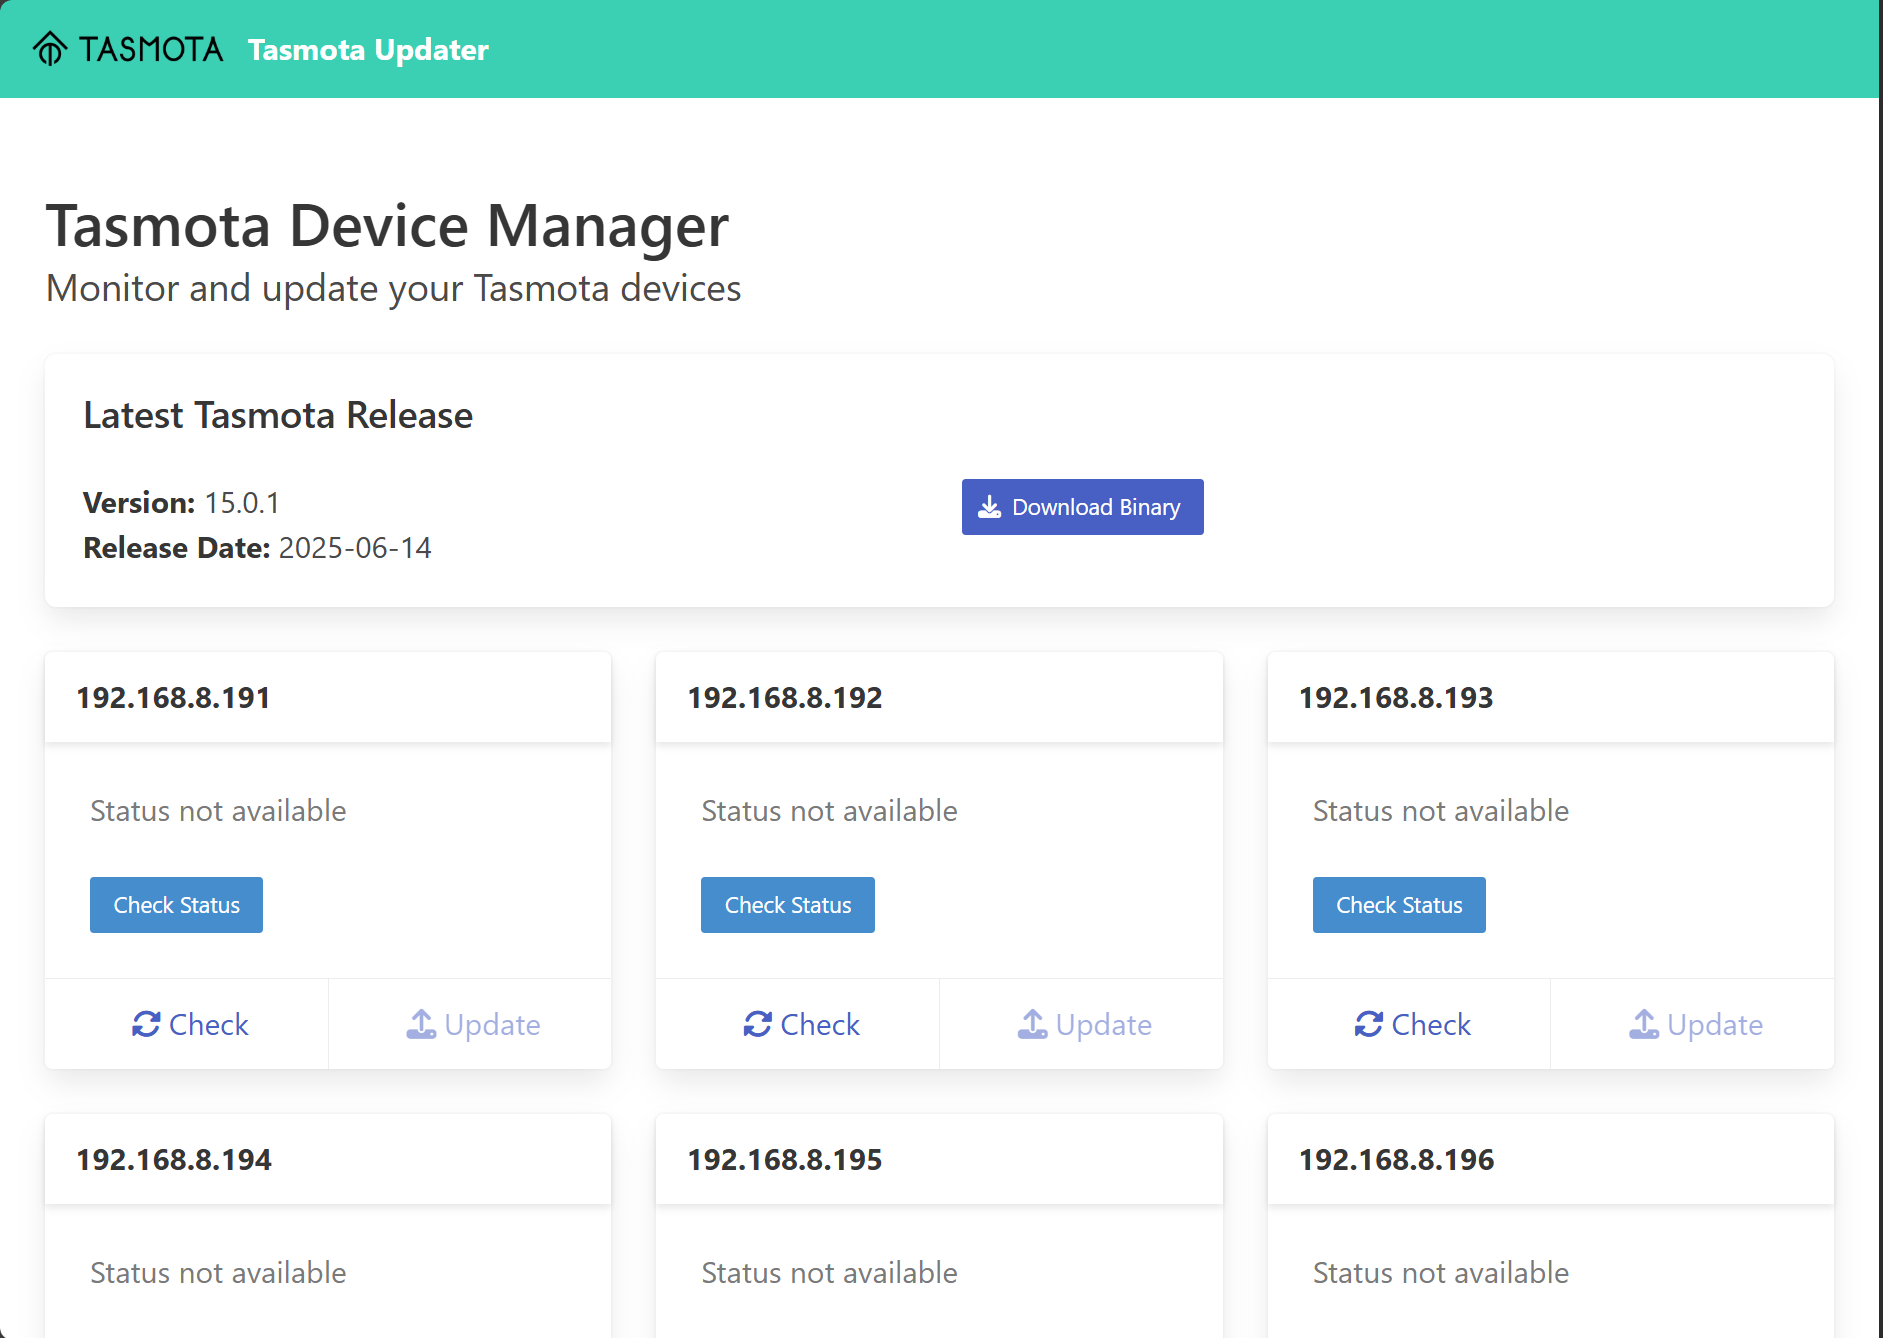 TASMOTA Tasmota Updater
Tasmota Device Manager
Monitor and update your Tasmota devices
Latest Tasmota Release
Version: 15.0.1
Release Date: 2025-06-14
Download Binary
192.168.8.191
Status not available
Check Status
Check Update
192.168.8.192
Status not available
Check Status
Check Update
192.168.8.193
Status not available
Check Status
Check Update
192.168.8.194
Status not available
192.168.8.195
Status not available
192.168.8.196
Status not available